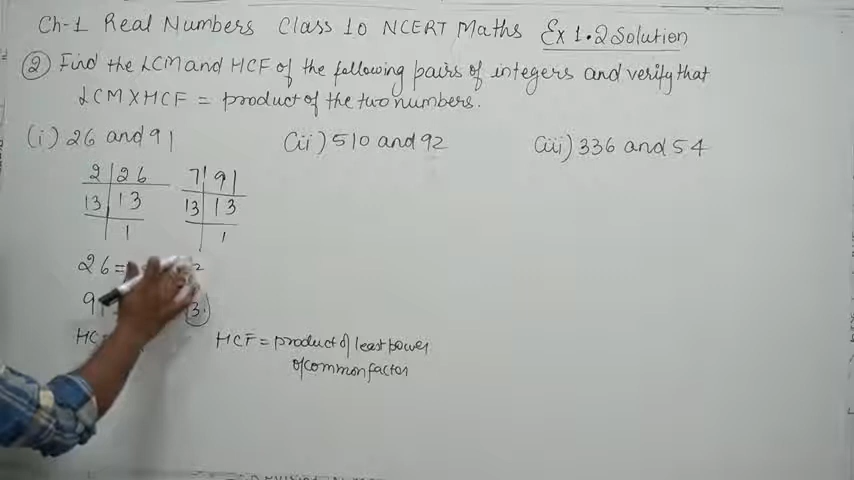 Ch-1 Real Numbers Class 10 NCERT Maths Ex 1.2 Solution
② Find the LCM and HCF of the following pairs of integers and verify that
LCM X HCF = product of the two numbers.
(i) 26 and 91 (ii) 510 and 92 (iii) 336 and 54
2 26 7 91
13 13 13 13
1 1
26 =
9
HC
HCF = product of least power
of common factor